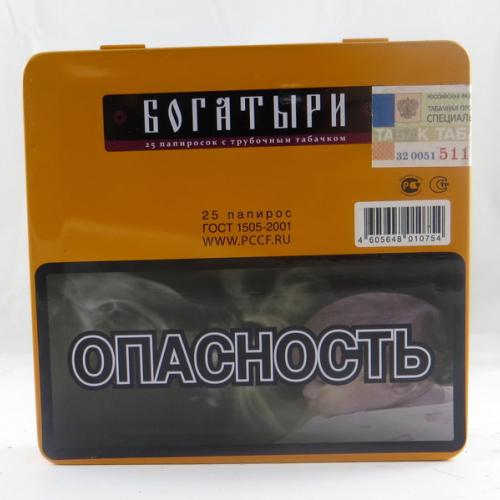 БОГАТЫРИ
25 папиросок с трубочным табачком
ТАБАЧНАЯ ПРО
СПЕЦИАЛЬ
ТАБАК ТАБА
32 0051 511
25 папирос
ГОСТ 1505-2001
WWW.PCCF.RU
4 605648 010754
ОПАСНОСТЬ